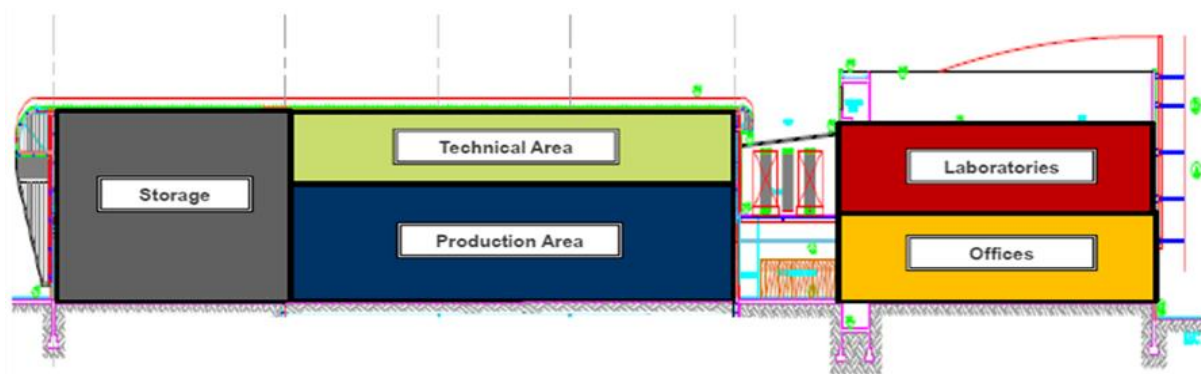 Technical Area
Storage
Production Area
Laboratories
Offices